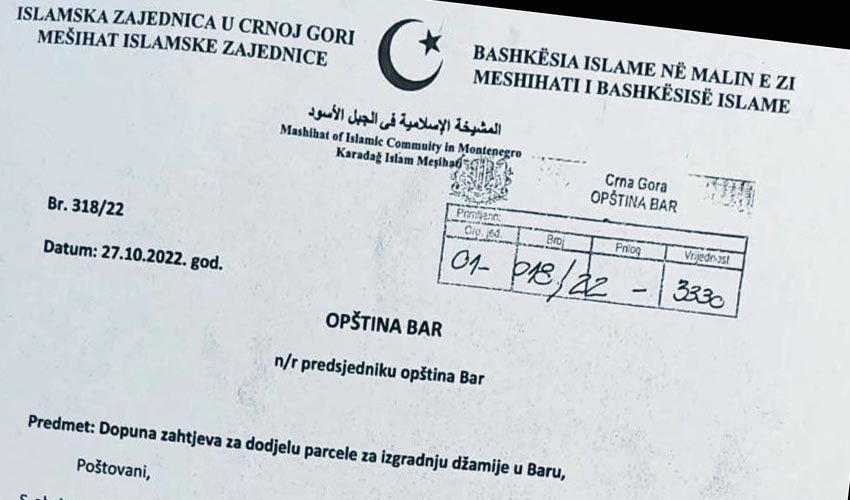 ISLAMSKA ZAJEDNICA U CRNOJ GORI
MEŠIHAT ISLAMSKE ZAJEDNICE
BASHKËSIA ISLAME NË MALIN E ZI
MESHIHATI I BASHKËSISË ISLAME
المشيخة الإسلامية في الجبل الأسود
Mashihat of Islamic Commuity in Montenegro
Karadağ Islam Meşihatı
Crna Gora
OPŠTINA BAR
Primljeno:
Org. jed. Broj Prilog Vrijednost
01- 018/22 - 3330
Br. 318/22
Datum: 27.10.2022. god.
OPŠTINA BAR
n/r predsjedniku opština Bar
Predmet: Dopuna zahtjeva za dodjelu parcele za izgradnju džamije u Baru,
Poštovani,